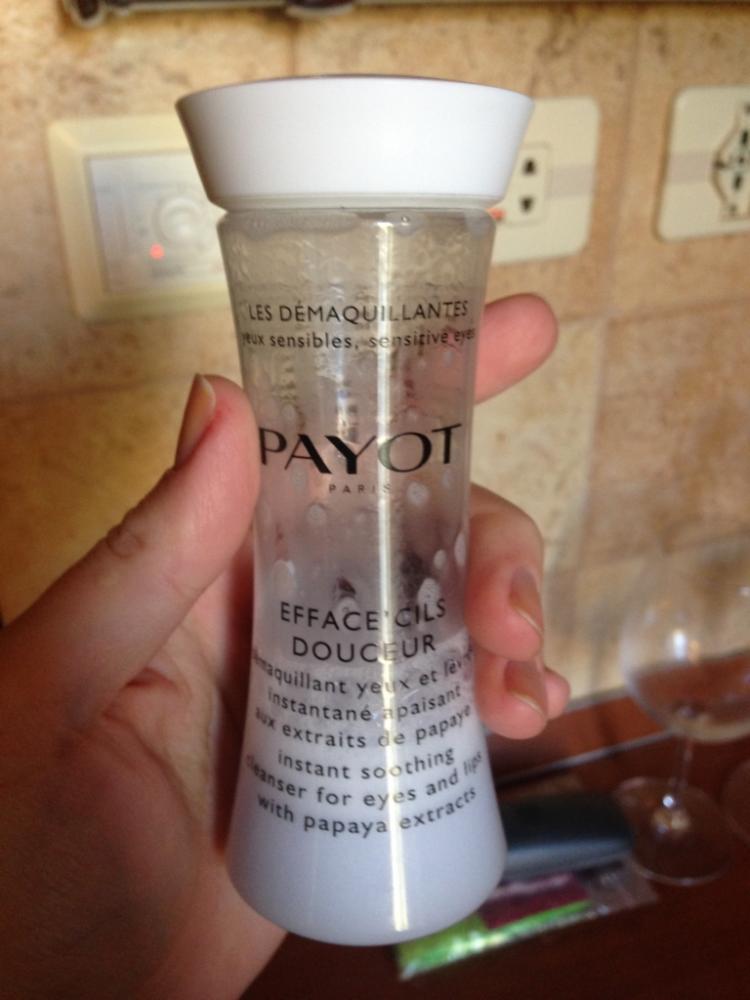 LES DÉMAQUILLANTES
yeux sensibles, sensitive eyes
PAYOT
PARIS
EFFACE'CILS
DOUCEUR
démaquillant yeux et lèvres
instantané apaisant
aux extraits de papaye
instant soothing
cleanser for eyes and lips
with papaya extracts